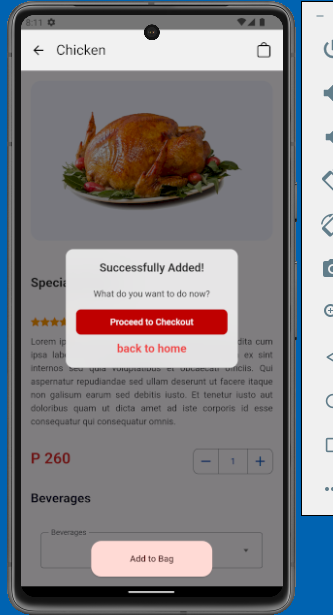 8:11
Chicken
Specia
Successfully Added!
What do you want to do now?
Proceed to Checkout
back to home
Lorem ip dita cum
ipsa lab ex sint
internos sed quia voluptatibus et obcaecati officiis. Qui
aspernatur repudiandae sed ullam deserunt ut facere itaque
non galisum earum sed debitis iusto. Et tenetur iusto aut
doloribus quam ut dicta amet ad iste corporis id esse
consequatur qui consequatur omnis.
P 260
1
Beverages
Beverages
Add to Bag